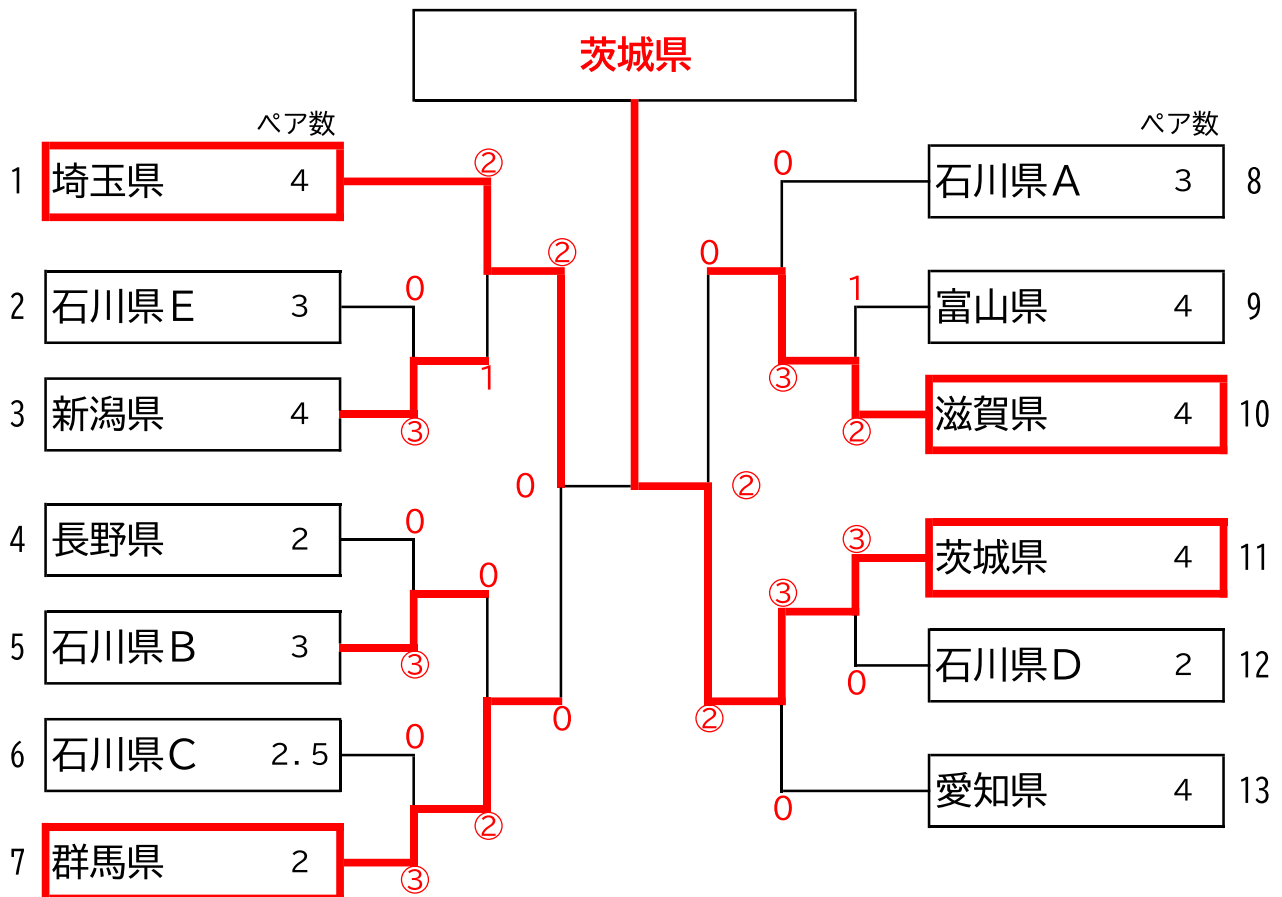 茨城県
ペア数 ペア数
1 埼玉県 4 ② 0 石川県A 3 8
② 0
2 石川県E 3 0 1 富山県 4 9
1 ③
3 新潟県 4 ③ ② 滋賀県 4 10
0 ②
4 長野県 2 0 ③ 茨城県 4 11
0 ③
5 石川県B 3 ③ 0 石川県D 2 12
0 ②
6 石川県C 2.5 0 0 愛知県 4 13
②
7 群馬県 2 ③